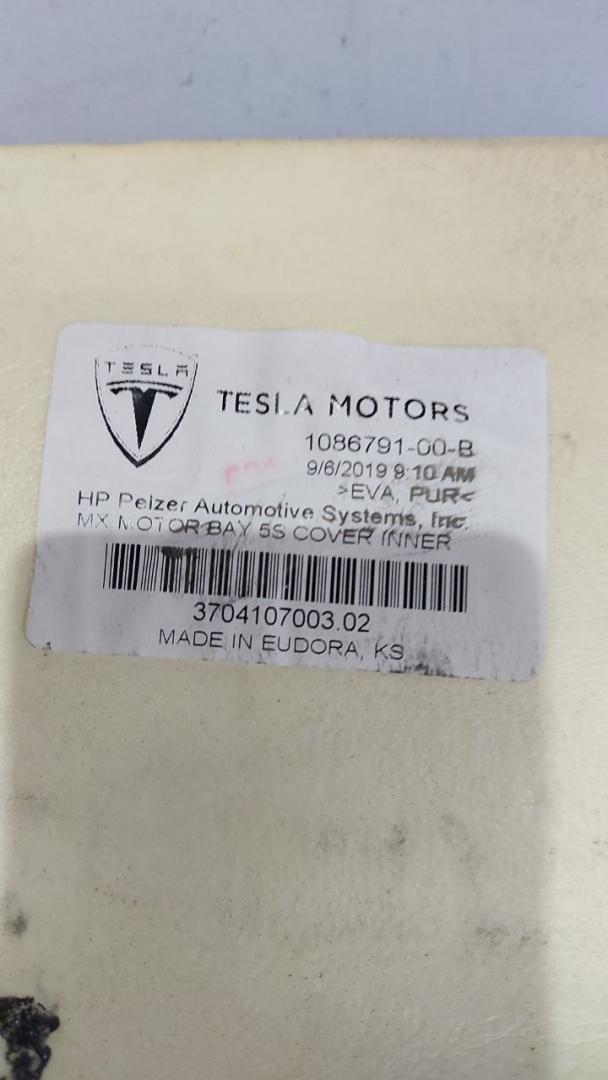 TESLA
TESLA MOTORS
1086791-00-B
9/6/2019 9:10 AM
>EVA, PUR<
HP Pelzer Automotive Systems, Inc.
MX MOTOR BAY 5S COVER INNER
3704107003.02
MADE IN EUDORA, KS